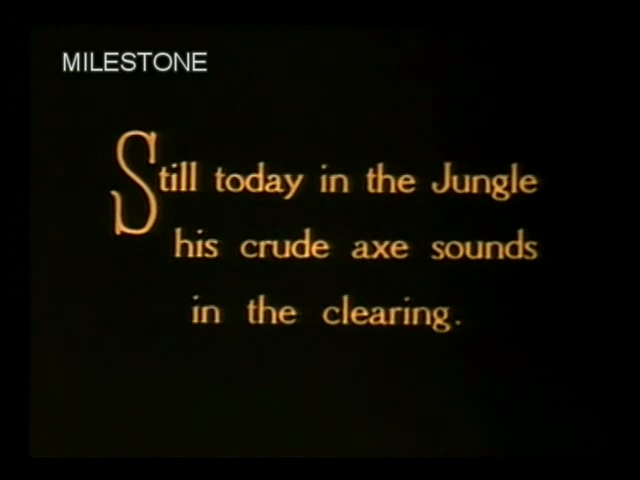 MILESTONE
Still today in the Jungle
his crude axe sounds
in the clearing.